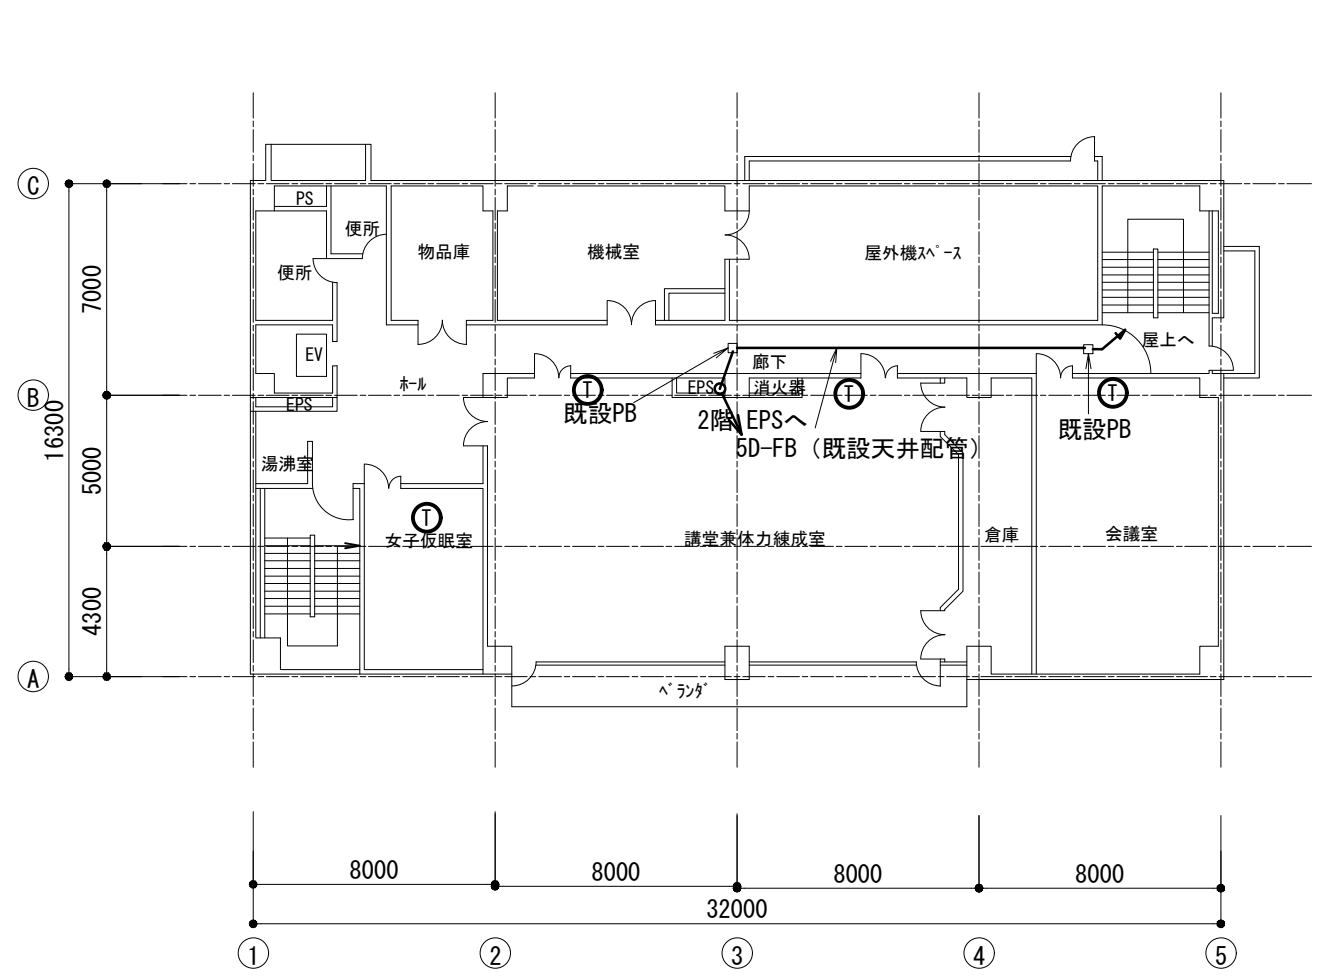 C
PS
便所
物品庫
機械室
屋外機ｽﾍﾟｰｽ
便所
7000
EV
廊下
屋上へ
ﾎｰﾙ
EPS
消火器
T
T
T
B
EPS
既設PB
2階 EPSへ
既設PB
16300
5D-FB（既設天井配管）
湯沸室
5000
T
女子仮眠室
講堂兼体力練成室
倉庫
会議室
4300
A
ﾍﾞﾗﾝﾀﾞ
8000
8000
8000
8000
32000
1
2
3
4
5